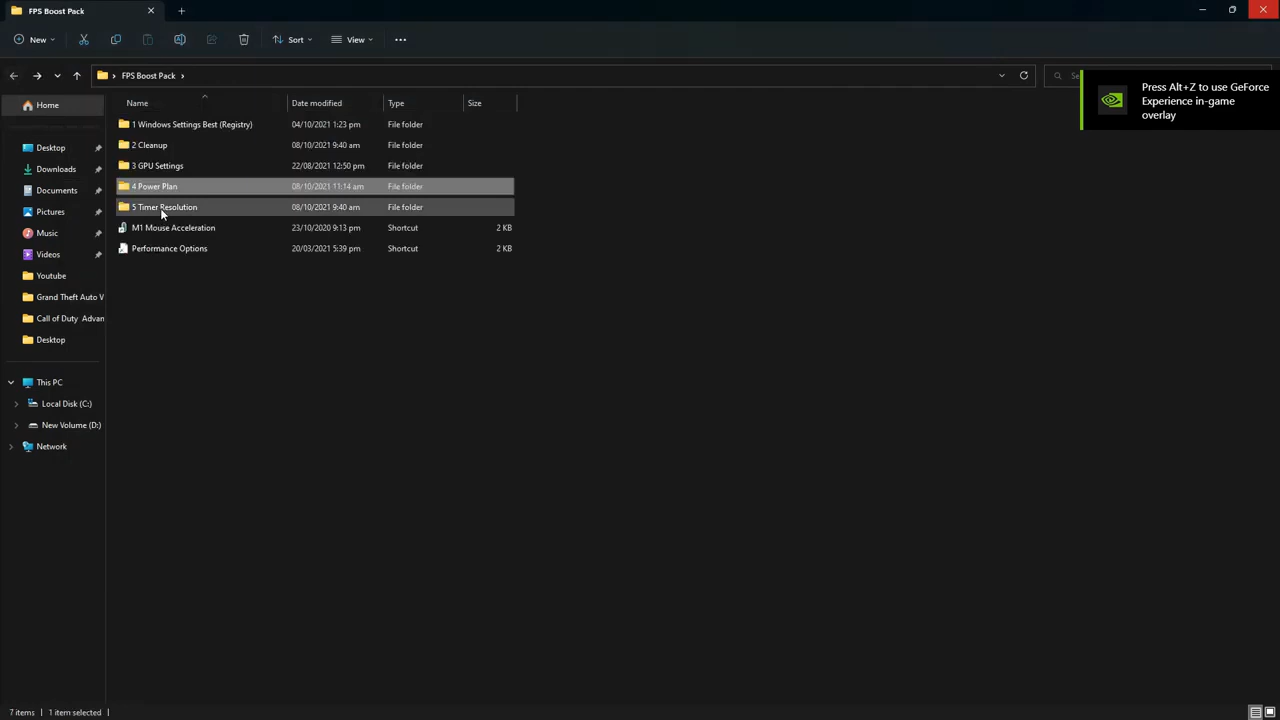 FPS Boost Pack
New
Sort
View
FPS Boost Pack
Se
Press Alt+Z to use GeForce
Experience in-game
overlay
Home
Name
Date modified
Type
Size
1 Windows Settings Best (Registry)
04/10/2021 1:23 pm
File folder
2 Cleanup
08/10/2021 9:40 am
File folder
3 GPU Settings
22/08/2021 12:50 pm
File folder
4 Power Plan
08/10/2021 11:14 am
File folder
5 Timer Resolution
08/10/2021 9:40 am
File folder
M1 Mouse Acceleration
23/10/2020 9:13 pm
Shortcut
2 KB
Performance Options
20/03/2021 5:39 pm
Shortcut
2 KB
Desktop
Downloads
Documents
Pictures
Music
Videos
Youtube
Grand Theft Auto V
Call of Duty Advan
Desktop
This PC
Local Disk (C:)
New Volume (D:)
Network
7 items
1 item selected